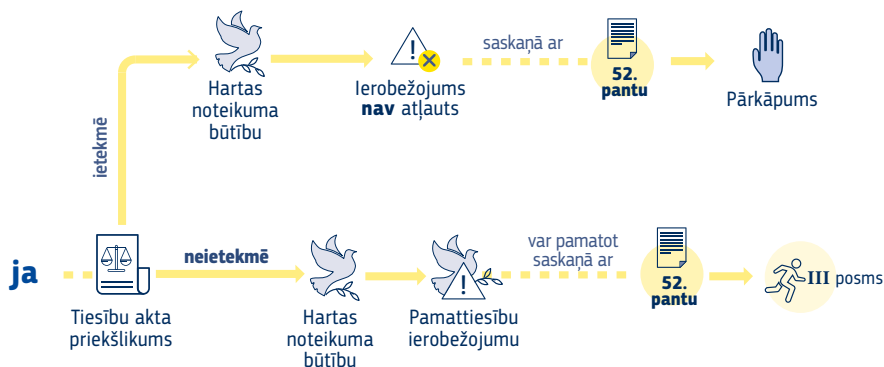 ietekmē
Hartas
noteikuma
būtību
Ierobežojums
nav atļauts
saskaņā ar
52.
pantu
Pārkāpums
ja
Tiesību akta
priekšlikums
neietekmē
Hartas
noteikuma
būtību
Pamattiesību
ierobežojumu
var pamatot
saskaņā ar
52.
pantu
III posms